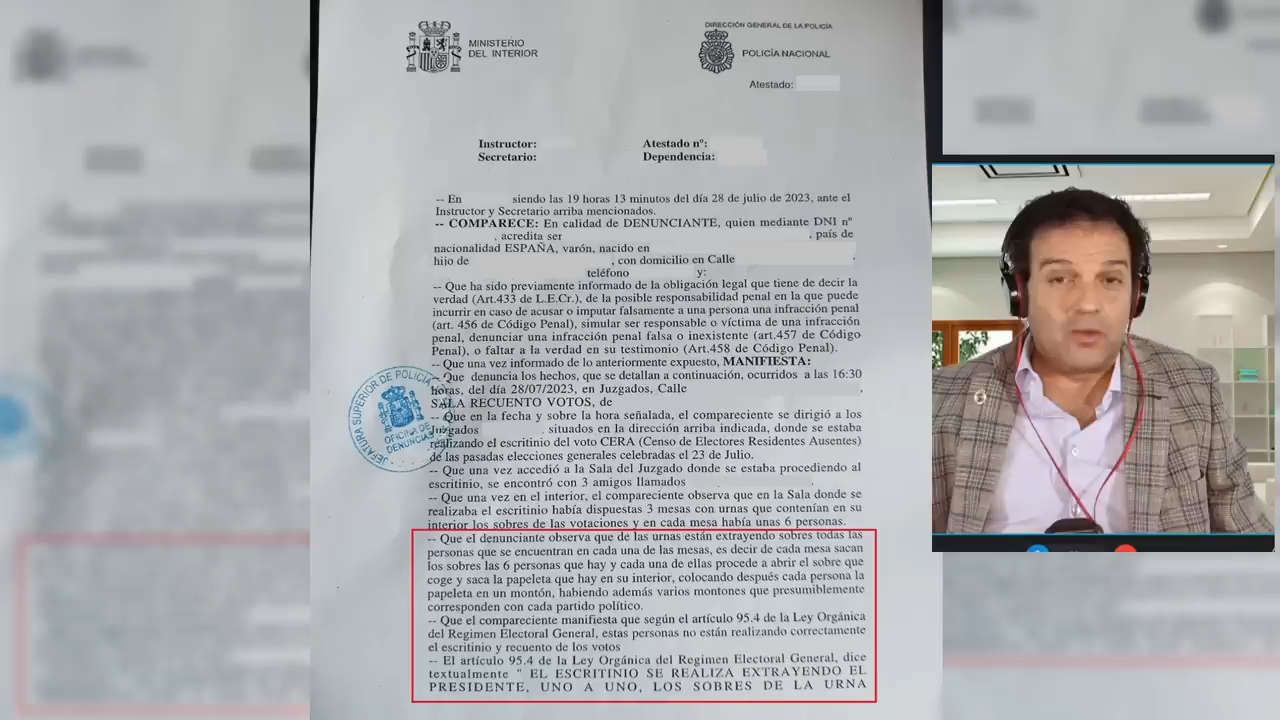 MINISTERIO
DEL INTERIOR
DIRECCIÓN GENERAL DE LA POLICÍA
POLICÍA NACIONAL
Atestado:
Instructor:
Atestado nº:
Secretario:
Dependencia:
-- En siendo las 19 horas 13 minutos del día 28 de julio de 2023, ante el
Instructor y Secretario arriba mencionados.
-- COMPARECE: En calidad de DENUNCIANTE, quien mediante DNI nº
, acredita ser , país de
nacionalidad ESPAÑA, varón, nacido en
hijo de , con domicilio en Calle
teléfono y:
-- Que ha sido previamente informado de la obligación legal que tiene de decir la
verdad (Art.433 de L.E.Cr.), de la posible responsabilidad penal en la que puede
incurrir en caso de acusar o imputar falsamente a una persona una infracción penal
(art. 456 de Código Penal), simular ser responsable o víctima de una infracción
penal, denunciar una infracción penal falsa o inexistente (art.457 de Código
Penal), o faltar a la verdad en su testimonio (Art.458 de Código Penal).
-- Que una vez informado de lo anteriormente expuesto, MANIFIESTA:
-- Que denuncia los hechos, que se detallan a continuación, ocurridos a las 16:30
horas, del día 28/07/2023, en Juzgados, Calle ,
SALA RECUENTO VOTOS, de
-- Que en la fecha y sobre la hora señalada, el compareciente se dirigió a los
Juzgados , situados en la dirección arriba indicada, donde se estaba
realizando el escritinio del voto CERA (Censo de Electores Residentes Ausentes)
de las pasadas elecciones generales celebradas el 23 de Julio.
-- Que una vez accedió a la Sala del Juzgado donde se estaba procediendo al
escritinio, se encontró con 3 amigos llamados
-- Que una vez en el interior, el compareciente observa que en la Sala donde se
realizaba el escritinio había dispuestas 3 mesas con urnas que contenían en su
interior los sobres de las votaciones y en cada mesa había unas 6 personas.
-- Que el denunciante observa que de las urnas están extrayendo sobres todas las
personas que se encuentran en cada una de las mesas, es decir de cada mesa sacan
los sobres las 6 personas que hay y cada una de ellas procede a abrir el sobre que
coge y saca la papeleta que hay en su interior, colocando después cada persona la
papeleta en un montón, habiendo además varios montones que presumiblemente
corresponden con cada partido político.
-- Que el compareciente manifiesta que según el artículo 95.4 de la Ley Orgánica
del Regimen Electoral General, estas personas no están realizando correctamente
el escritinio y recuento de los votos
-- El artículo 95.4 de la Ley Orgánica del Regimen Electoral General, dice
textualmente " EL ESCRITINIO SE REALIZA EXTRAYENDO EL
PRESIDENTE, UNO A UNO, LOS SOBRES DE LA URNA
JEFATURA SUPERIOR DE POLICÍA
OFICINA DE
DENUNCIAS